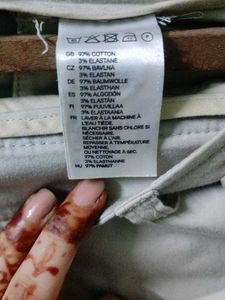 GB 97% COTTON
3% ELASTANE
CZ 97% BAVLNA
3% ELASTAN
DE 97% BAUMWOLLE
3% ELASTHAN
ES 97% ALGODÓN
3% ELASTÁN
FI 97% PUUVILLAA
3% ELASTAANIA
FR LAVER À LA MACHINE À
L'EAU TIÈDE.
BLANCHIR SANS CHLORE SI
NÉCESSAIRE.
SÉCHER À L'AIR.
REPASSER À TEMPÉRATURE
MOYENNE.
OU NETTOYAGE À SEC.
97% COTON
3% ELASTHANNE
HU 97% PAMUT